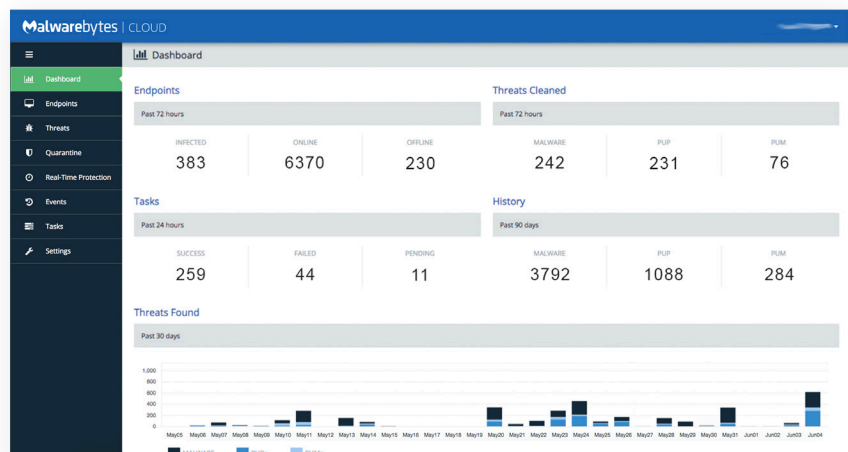 Malwarebytes | CLOUD
Dashboard
Dashboard
Endpoints
Threats
Quarantine
Real-Time Protection
Events
Tasks
Settings
Endpoints
Past 72 hours
INFECTED ONLINE OFFLINE
383 6370 230
Threats Cleaned
Past 72 hours
MALWARE PUP PUM
242 231 76
Tasks
Past 24 hours
SUCCESS FAILED PENDING
259 44 11
History
Past 90 days
MALWARE PUP PUM
3792 1088 284
Threats Found
Past 30 days
1,000
800
600
400
200
0
May05 May06 May07 May08 May09 May10 May11 May12 May13 May14 May15 May16 May17 May18 May19 May20 May21 May22 May23 May24 May25 May26 May27 May28 May29 May30 May31 Jun01 Jun02 Jun03 Jun04